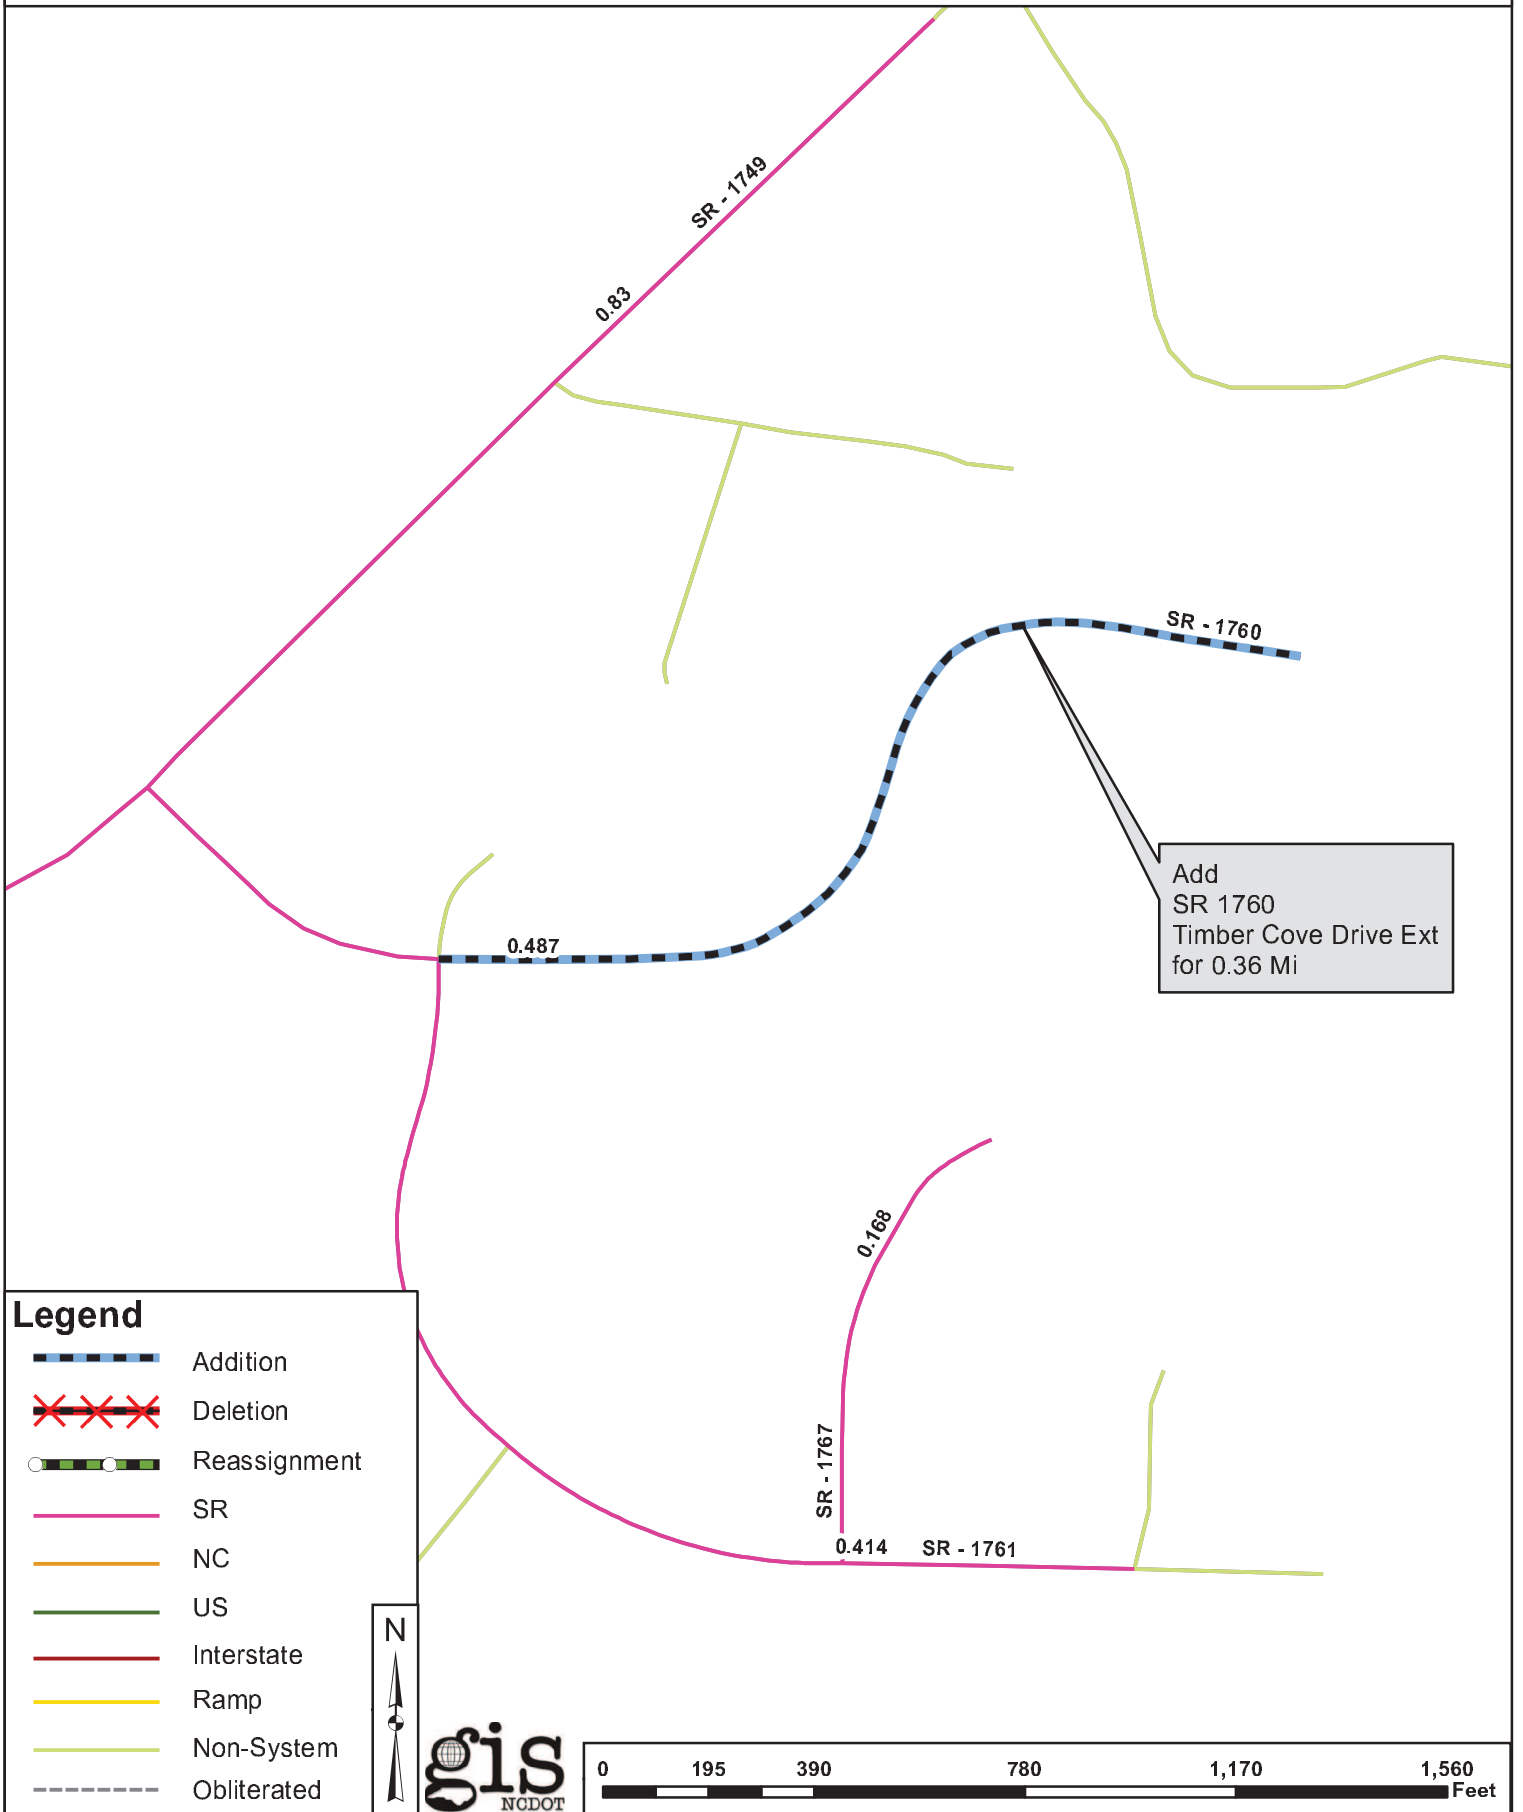 SR - 1749
0.83
SR - 1760
Add
SR 1760
Timber Cove Drive Ext
for 0.36 Mi
0.487
0.168
SR - 1767
0.414
SR - 1761
Legend
Addition
Deletion
Reassignment
SR
NC
US
Interstate
Ramp
Non-System
Obliterated
N
gis
NCDOT
0 195 390 780 1,170 1,560
Feet